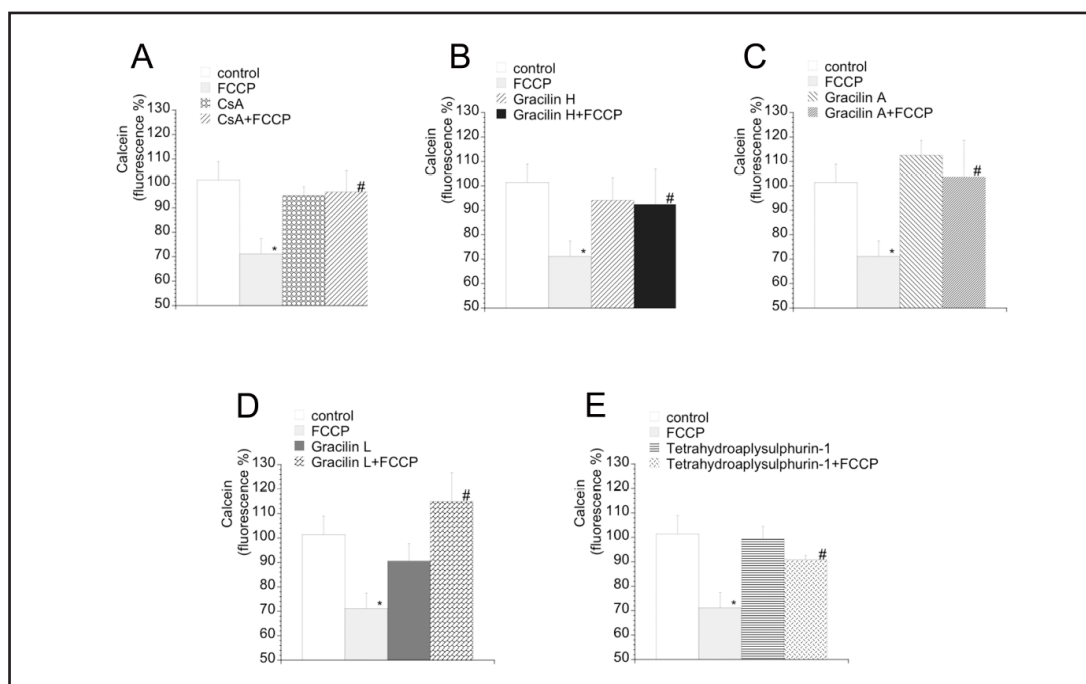 A
control
FCCP
CsA
CsA+FCCP
Calcein
(fluorescence %)
130
120
110
100
90
80
70
60
50
*
#
B
control
FCCP
Gracilin H
Gracilin H+FCCP
Calcein
(fluorescence %)
130
120
110
100
90
80
70
60
50
*
#
C
control
FCCP
Gracilin A
Gracilin A+FCCP
Calcein
(fluorescence %)
130
120
110
100
90
80
70
60
50
*
#
D
control
FCCP
Gracilin L
Gracilin L+FCCP
Calcein
(fluorescence %)
130
120
110
100
90
80
70
60
50
*
#
E
control
FCCP
Tetrahydroaplysulphurin-1
Tetrahydroaplysulphurin-1+FCCP
Calcein
(fluorescence %)
130
120
110
100
90
80
70
60
50
*
#